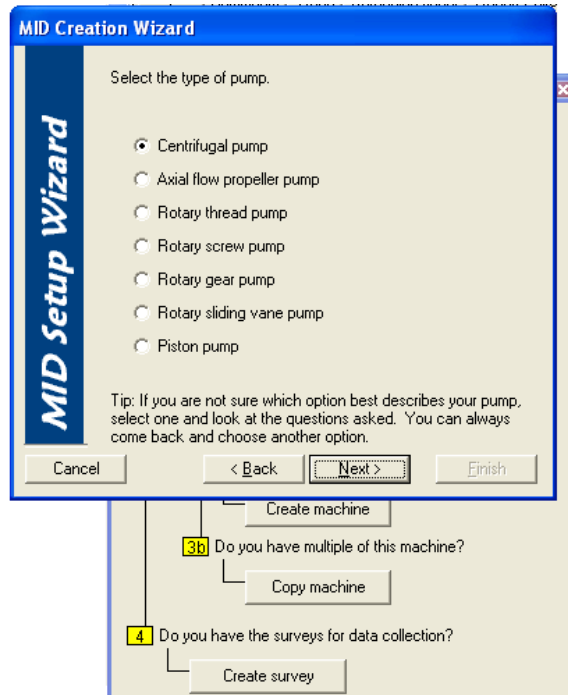 MID Creation Wizard
MID Setup Wizard
Select the type of pump.
Centrifugal pump
Axial flow propeller pump
Rotary thread pump
Rotary screw pump
Rotary gear pump
Rotary sliding vane pump
Piston pump
Tip: If you are not sure which option best describes your pump,
select one and look at the questions asked. You can always
come back and choose another option.
Cancel
< Back
Next >
Finish
Create machine
3b Do you have multiple of this machine?
Copy machine
4 Do you have the surveys for data collection?
Create survey